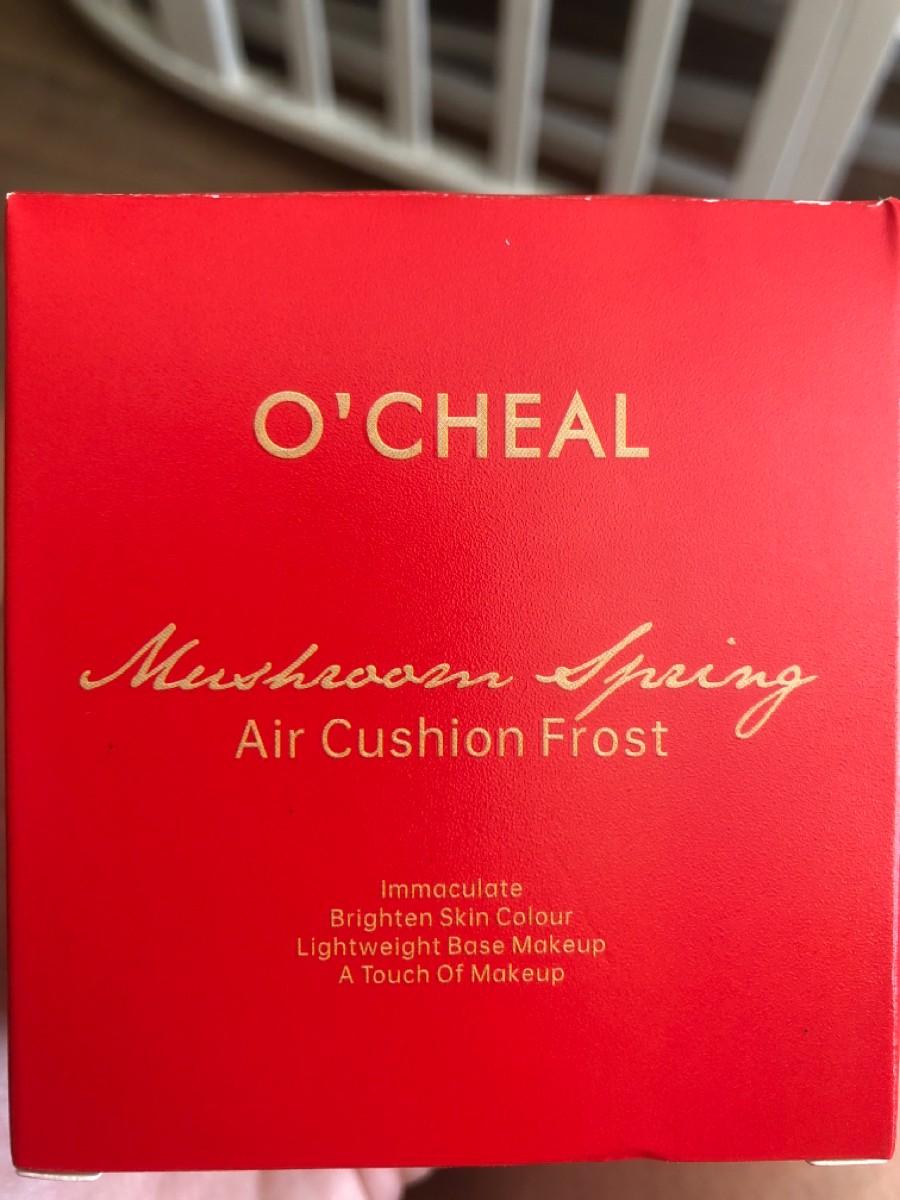 O'CHEAL
Mushroom Spring
Air Cushion Frost
Immaculate
Brighten Skin Colour
Lightweight Base Makeup
A Touch Of Makeup